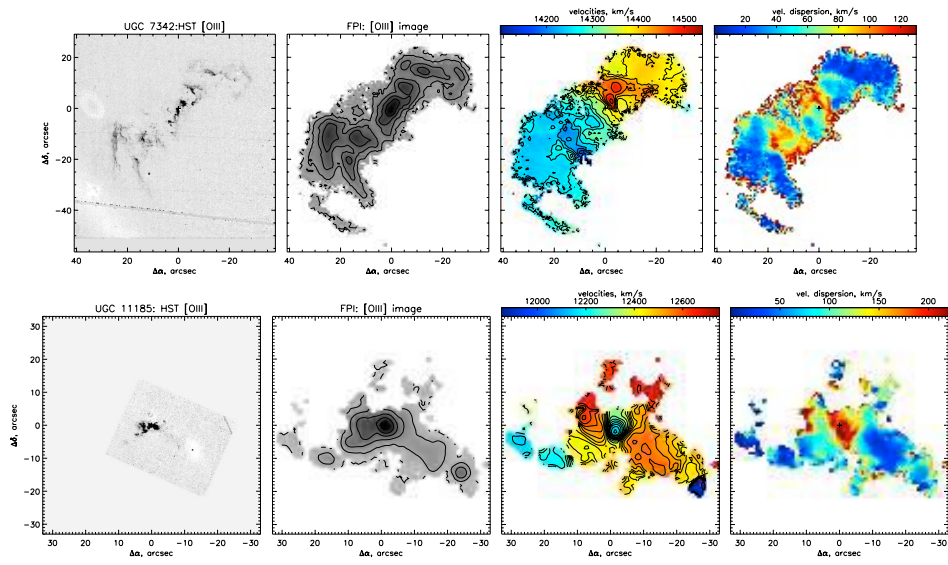 UGC 7342:HST [OIII]
FPI: [OIII] image
velocities, km/s
vel. dispersion, km/s
14200 14300 14400 14500
20 40 60 80 100 120
Δδ, arcsec
20
0
−20
−40
40 20 0 −20
Δα, arcsec
40 20 0 −20
Δα, arcsec
40 20 0 −20
Δα, arcsec
40 20 0 −20
Δα, arcsec
UGC 11185: HST [OIII]
FPI: [OIII] image
velocities, km/s
vel. dispersion, km/s
12000 12200 12400 12600
50 100 150 200
Δδ, arcsec
30
20
10
0
−10
−20
−30
30 20 10 0 −10 −20 −30
Δα, arcsec
30 20 10 0 −10 −20 −30
Δα, arcsec
30 20 10 0 −10 −20 −30
Δα, arcsec
30 20 10 0 −10 −20 −30
Δα, arcsec